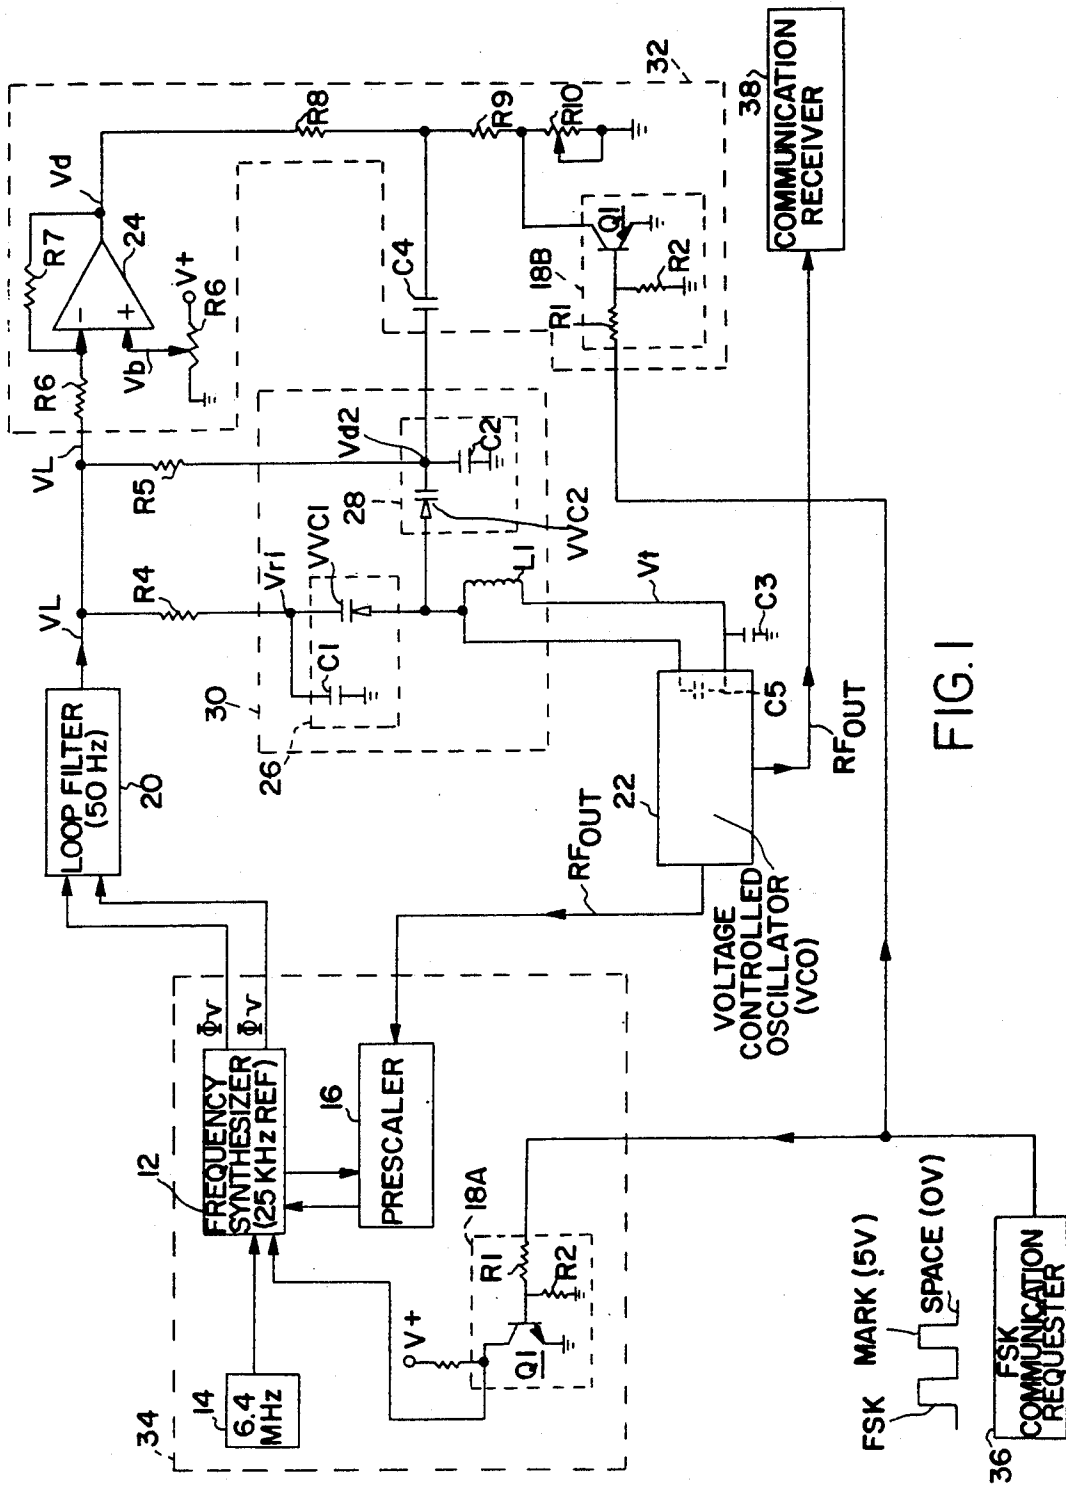 34
14
6.4
MHz
12
FREQUENCY
SYNTHESIZER
(25 KHz REF)
Φv
Φv
16
PRESCALER
18A
R1
R2
Q1
V+
LOOP FILTER
(50 Hz)
20
VL
VL
R4
R5
R6
R7
24
Vd
-
+
Vb
V+
R6
R8
32
R9
R10
C4
Q1
18B
R1
R2
30
26
C1
Vri
VVC1
28
Vd2
C2
VVC2
L1
Vt
C3
C5
22
VOLTAGE
CONTROLLED
OSCILLATOR
(VCO)
RFOUT
RFOUT
38
COMMUNICATION
RECEIVER
FSK
MARK (5V)
SPACE (0V)
36
FSK
COMMUNICATION
REQUESTER
FIG. 1